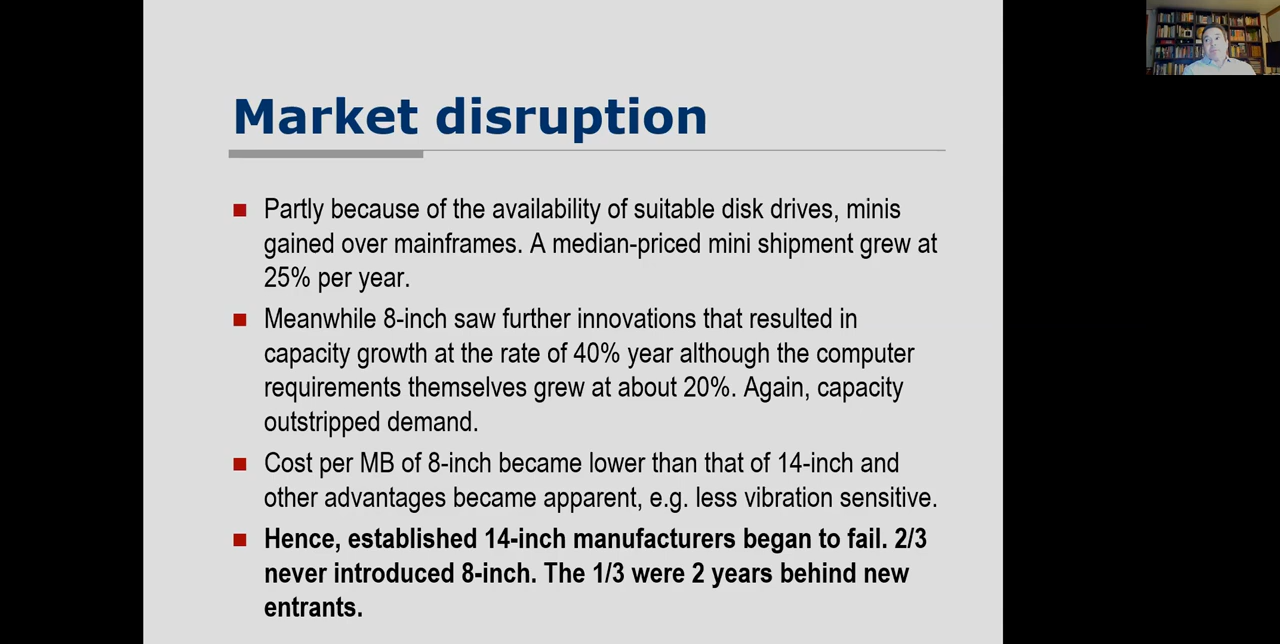 Market disruption
Partly because of the availability of suitable disk drives, minis
gained over mainframes. A median-priced mini shipment grew at
25% per year.
Meanwhile 8-inch saw further innovations that resulted in
capacity growth at the rate of 40% year although the computer
requirements themselves grew at about 20%. Again, capacity
outstripped demand.
Cost per MB of 8-inch became lower than that of 14-inch and
other advantages became apparent, e.g. less vibration sensitive.
Hence, established 14-inch manufacturers began to fail. 2/3
never introduced 8-inch. The 1/3 were 2 years behind new
entrants.